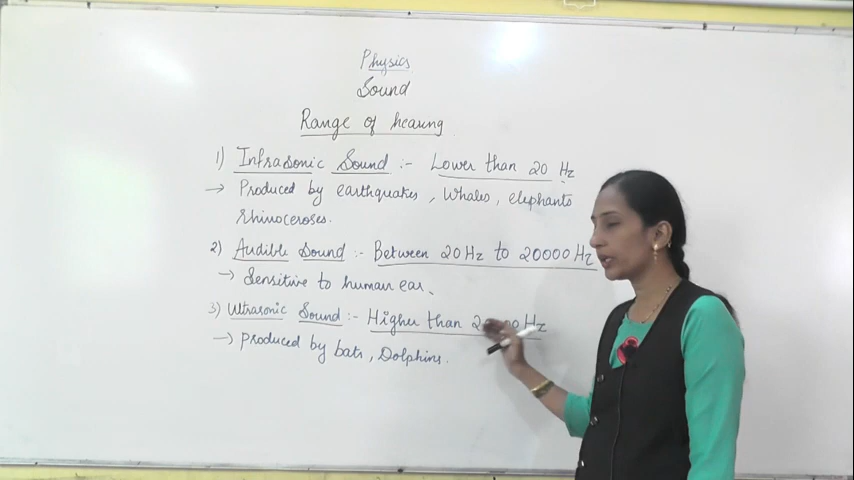 Physics
Sound
Range of hearing
1) Infrasonic Sound :- Lower than 20 Hz
→ Produced by earthquakes, Whales, elephants
rhinoceroses.
2) Audible Sound :- Between 20Hz to 20000 Hz
→ Sensitive to human ear.
3) Ultrasonic Sound :- Higher than Hz
→ produced by bats, Dolphins.